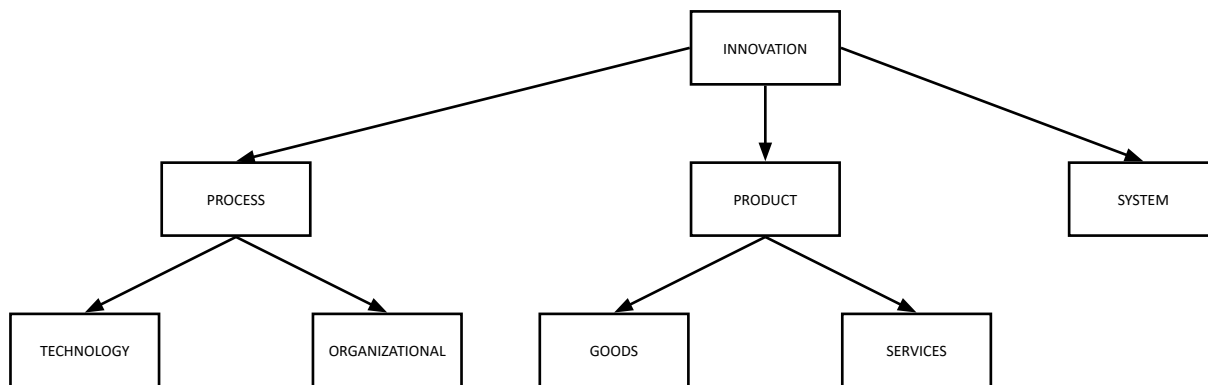 INNOVATION
PROCESS
PRODUCT
SYSTEM
TECHNOLOGY
ORGANIZATIONAL
GOODS
SERVICES